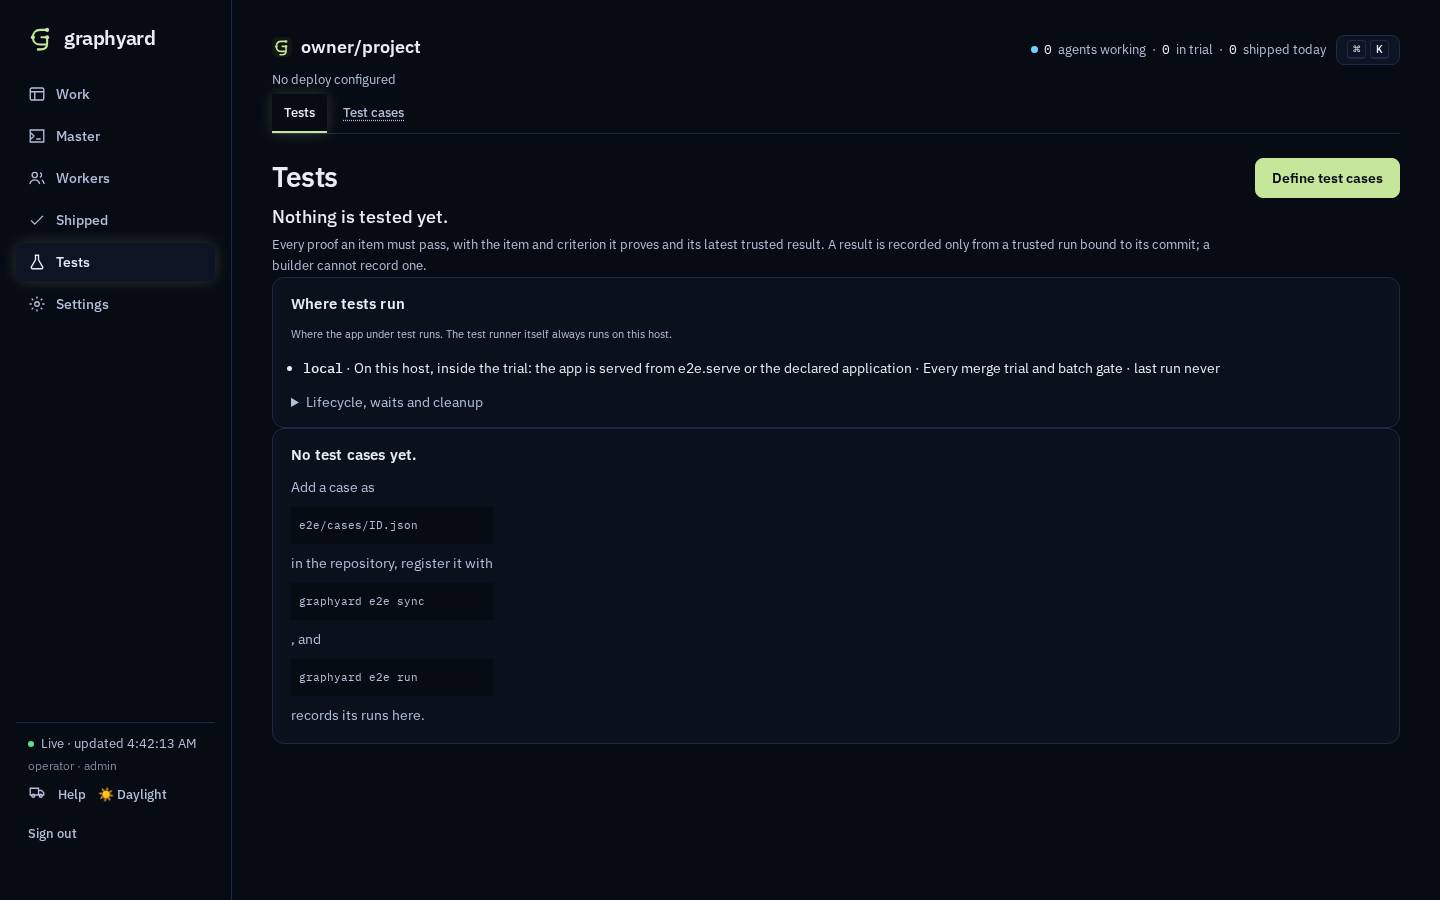 graphyard
Work
Master
Workers
Shipped
Tests
Settings
Live · updated 4:42:13 AM
operator · admin
Help ☀️ Daylight
Sign out
owner/project
0 agents working · 0 in trial · 0 shipped today ⌘ K
No deploy configured
Tests Test cases
Tests
Define test cases
Nothing is tested yet.
Every proof an item must pass, with the item and criterion it proves and its latest trusted result. A result is recorded only from a trusted run bound to its commit; a
builder cannot record one.
Where tests run
Where the app under test runs. The test runner itself always runs on this host.
• local · On this host, inside the trial: the app is served from e2e.serve or the declared application · Every merge trial and batch gate · last run never
▶ Lifecycle, waits and cleanup
No test cases yet.
Add a case as
e2e/cases/ID.json
in the repository, register it with
graphyard e2e sync
, and
graphyard e2e run
records its runs here.